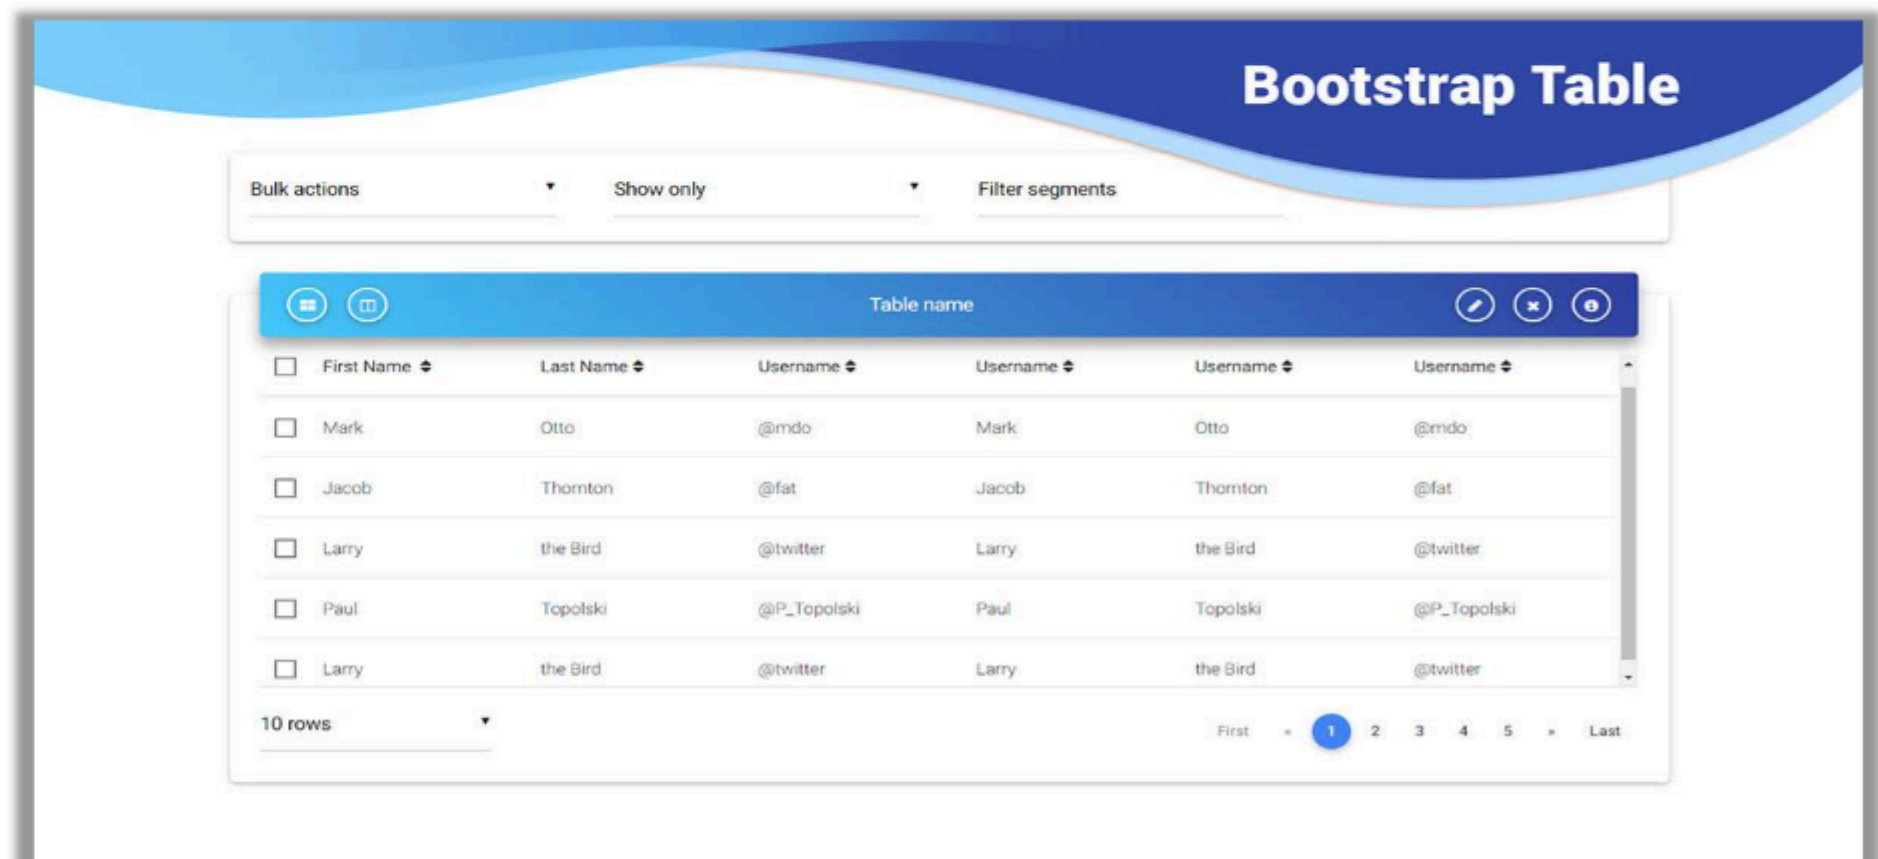 Bootstrap Table
Bulk actions Show only Filter segments
Table name
First Name Last Name Username Username Username Username
Mark Otto @mdo Mark Otto @mdo
Jacob Thornton @fat Jacob Thornton @fat
Larry the Bird @twitter Larry the Bird @twitter
Paul Topolski @P_Topolski Paul Topolski @P_Topolski
Larry the Bird @twitter Larry the Bird @twitter
10 rows First « 1 2 3 4 5 » Last